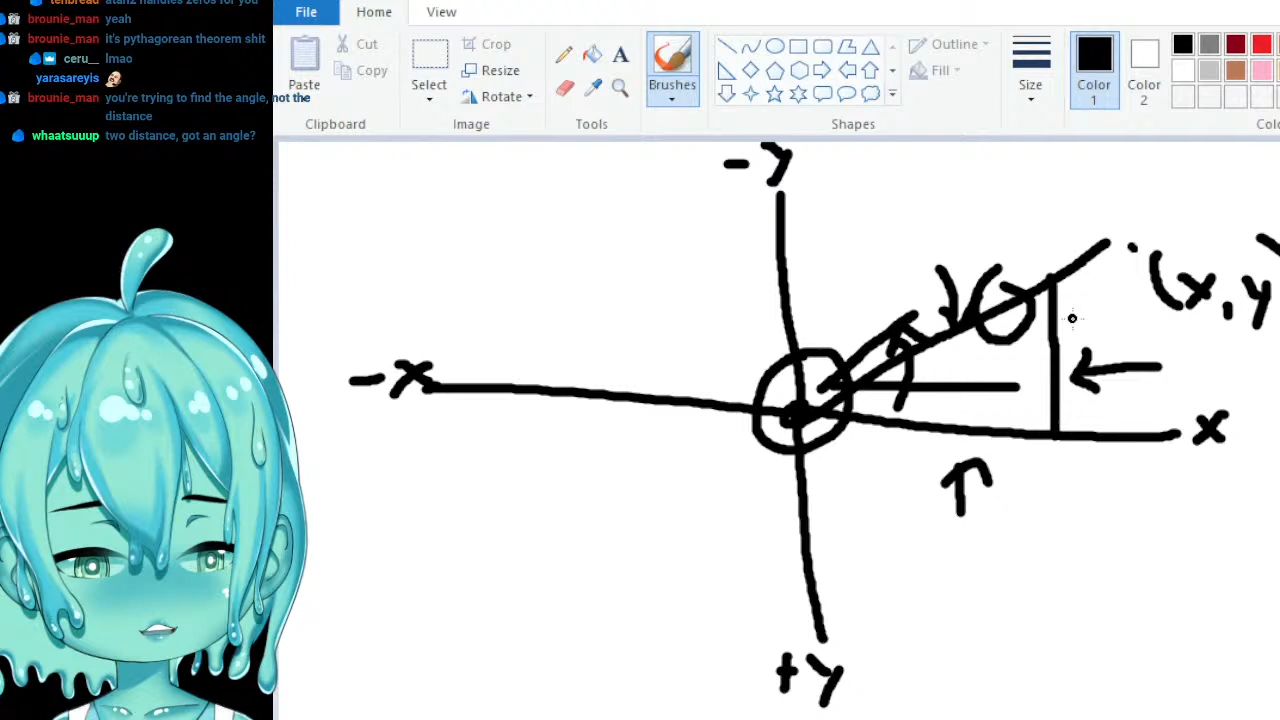 tenbread atan2 handles zeros for you
brounie_man yeah
brounie_man it's pythagorean theorem shit
ceru__ lmao
yarasareyis
brounie_man you're trying to find the angle, not the
distance
whaatsuuup two distance, got an angle?
File Home View
Paste
Cut
Copy
Clipboard
Select
Crop
Resize
Rotate
Image
A
Tools
Brushes
Outline
Fill
Shapes
Size
Color
1
Color
2
Colo
-y
(x,y)
-x
x
+y